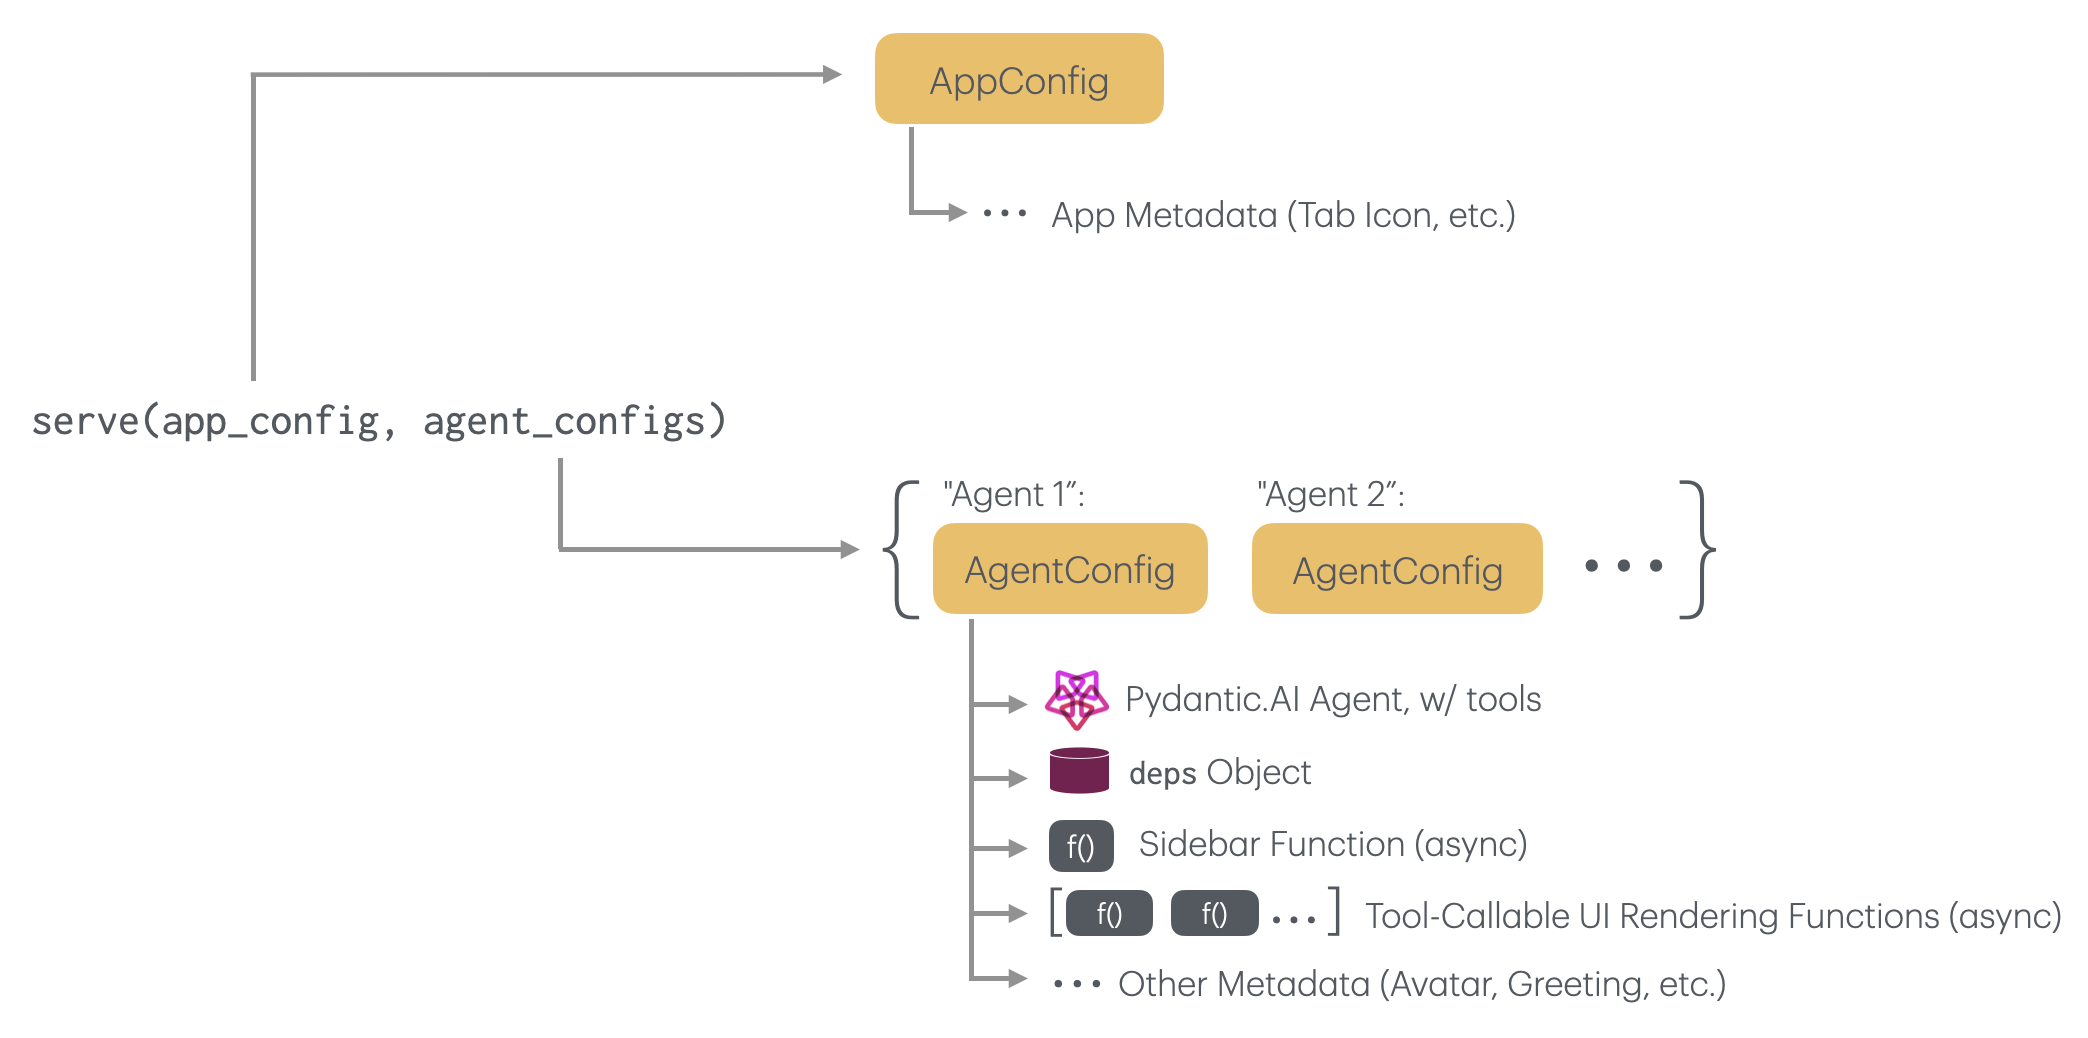 AppConfig
... App Metadata (Tab Icon, etc.)
serve(app_config, agent_configs)
{ "Agent 1”: "Agent 2”: }
AgentConfig AgentConfig ...
Pydantic.AI Agent, w/ tools
deps Object
f() Sidebar Function (async)
[ f() f() ... ] Tool-Callable UI Rendering Functions (async)
... Other Metadata (Avatar, Greeting, etc.)